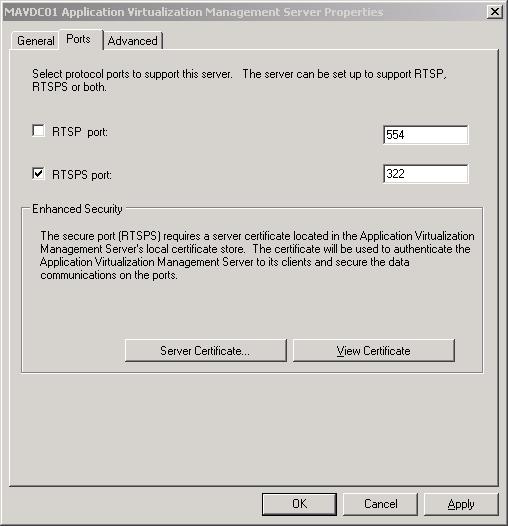 MAVDC01 Application Virtualization Management Server Properties
General Ports Advanced
Select protocol ports to support this server. The server can be set up to support RTSP,
RTSPS or both.
RTSP port: 554
RTSPS port: 322
Enhanced Security
The secure port (RTSPS) requires a server certificate located in the Application Virtualization
Management Server's local certificate store. The certificate will be used to authenticate the
Application Virtualization Management Server to its clients and secure the data
communications on the ports.
Server Certificate... View Certificate
OK Cancel Apply